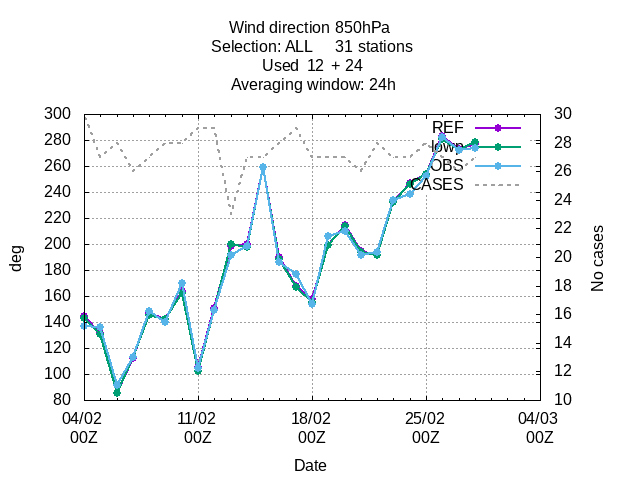 Wind direction 850hPa
Selection: ALL 31 stations
Used 12 + 24
Averaging window: 24h
300 30
280 28
260 26
240 24
220 22
200 20
180 18
160 16
140 14
120 12
100
80 10
REF
lowp
OBS
CASES
deg
No cases
04/02 11/02 18/02 25/02 04/03
00Z 00Z 00Z 00Z 00Z
Date